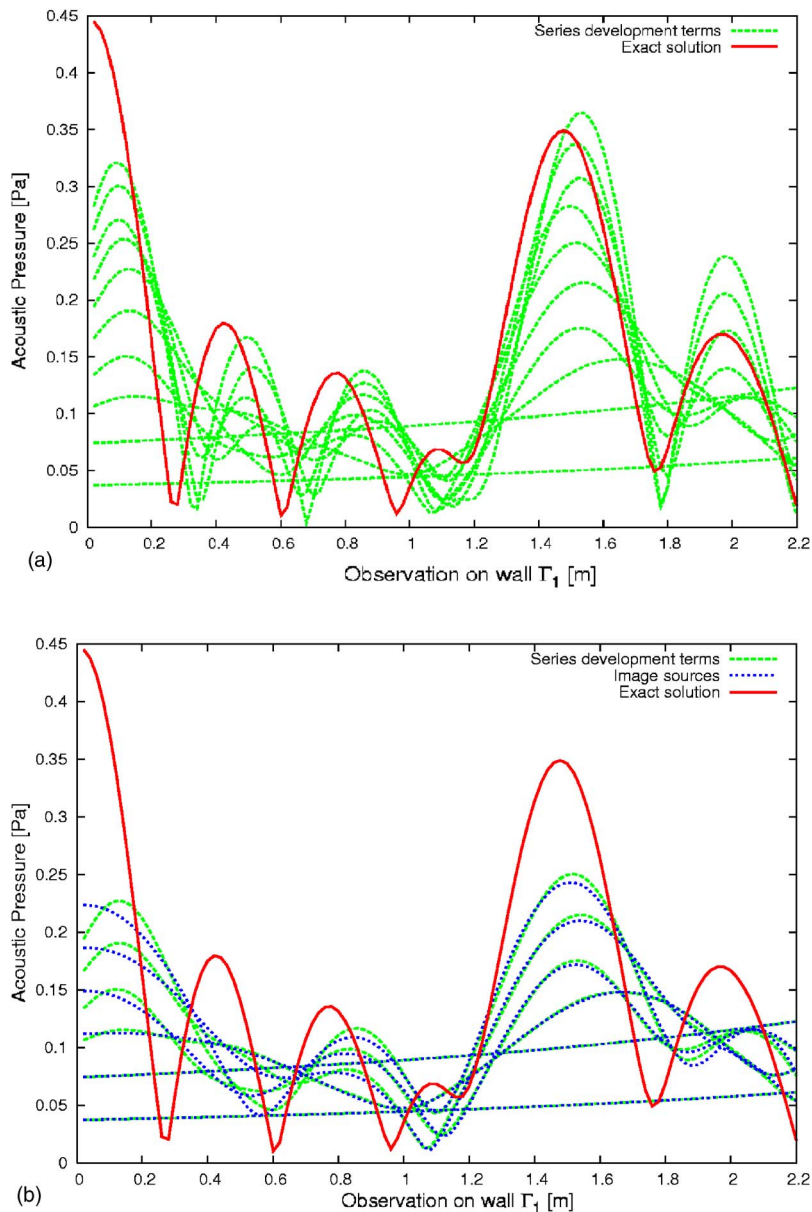 0.45
Series development terms
Exact solution
0.4
0.35
0.3
0.25
0.2
0.15
0.1
0.05
0
Acoustic Pressure [Pa]
0 0.2 0.4 0.6 0.8 1 1.2 1.4 1.6 1.8 2 2.2
(a)
Observation on wall Γ₁ [m]
0.45
Series development terms
Image sources
Exact solution
0.4
0.35
0.3
0.25
0.2
0.15
0.1
0.05
0
Acoustic Pressure [Pa]
0 0.2 0.4 0.6 0.8 1 1.2 1.4 1.6 1.8 2 2.2
(b)
Observation on wall Γ₁ [m]